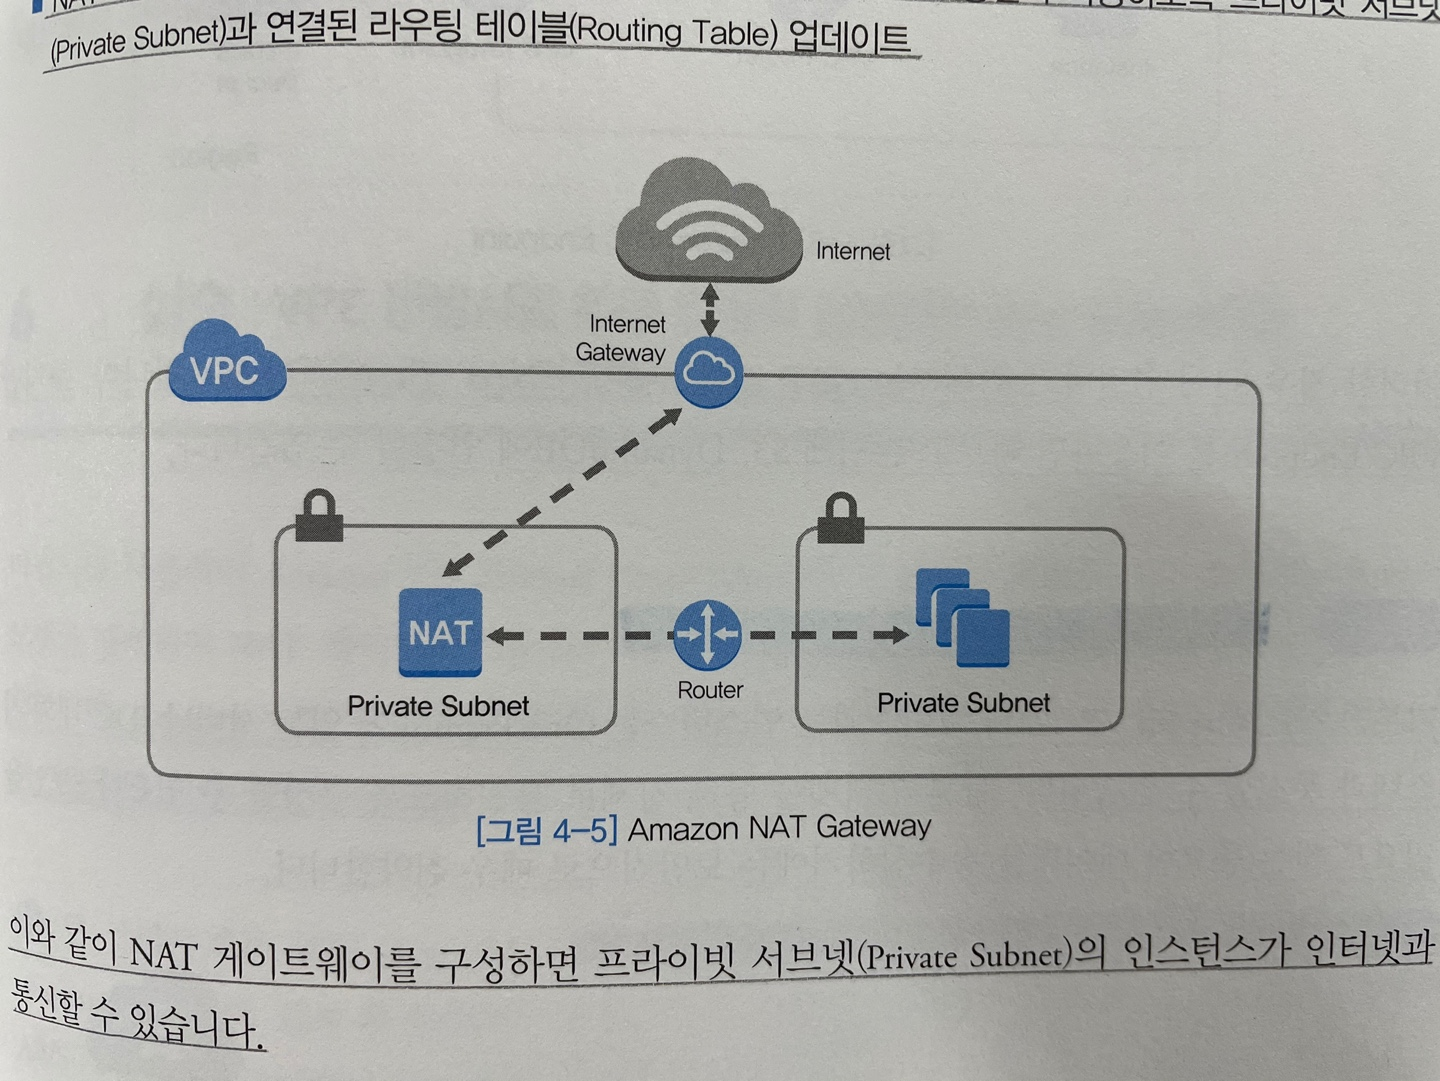 (Private Subnet)과 연결된 라우팅 테이블(Routing Table) 업데이트
Internet
Internet
Gateway
VPC
NAT
Private Subnet
Router
Private Subnet
[그림 4-5] Amazon NAT Gateway
이와 같이 NAT 게이트웨이를 구성하면 프라이빗 서브넷(Private Subnet)의 인스턴스가 인터넷과
통신할 수 있습니다.